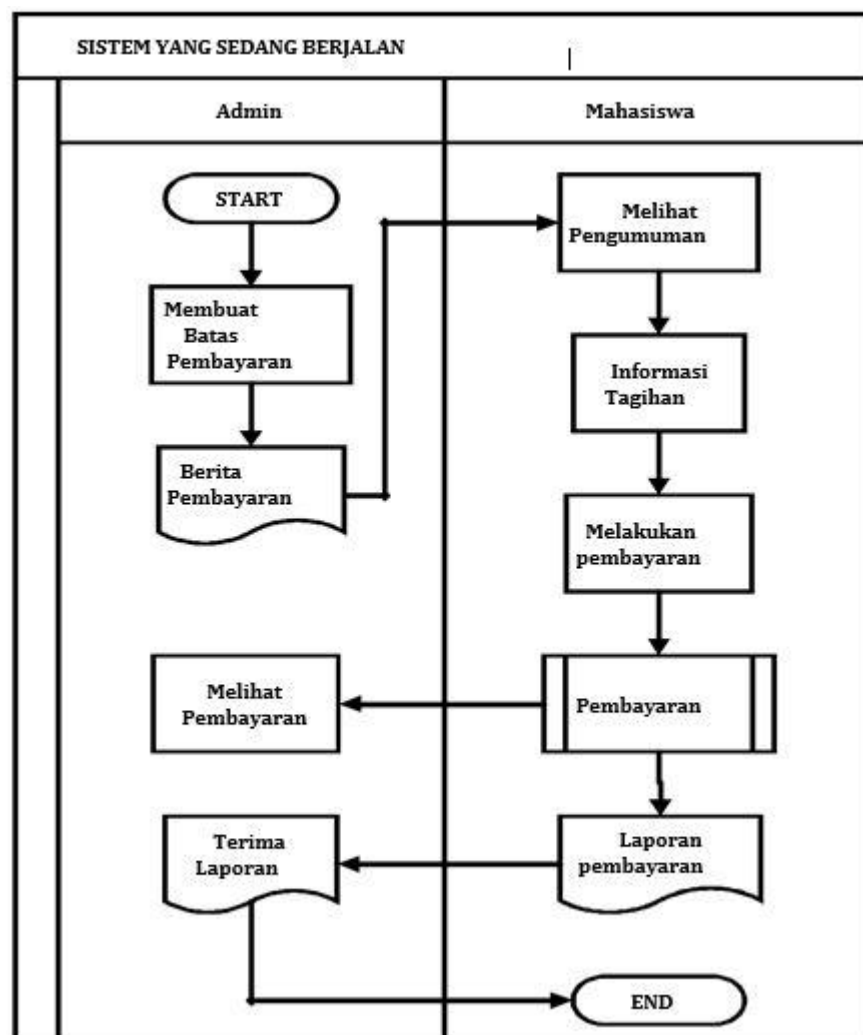 SISTEM YANG SEDANG BERJALAN
Admin
Mahasiswa
START
Membuat
Batas
Pembayaran
Berita
Pembayaran
Melihat
Pengumuman
Informasi
Tagihan
Melakukan
pembayaran
Pembayaran
Melihat
Pembayaran
Laporan
pembayaran
Terima
Laporan
END